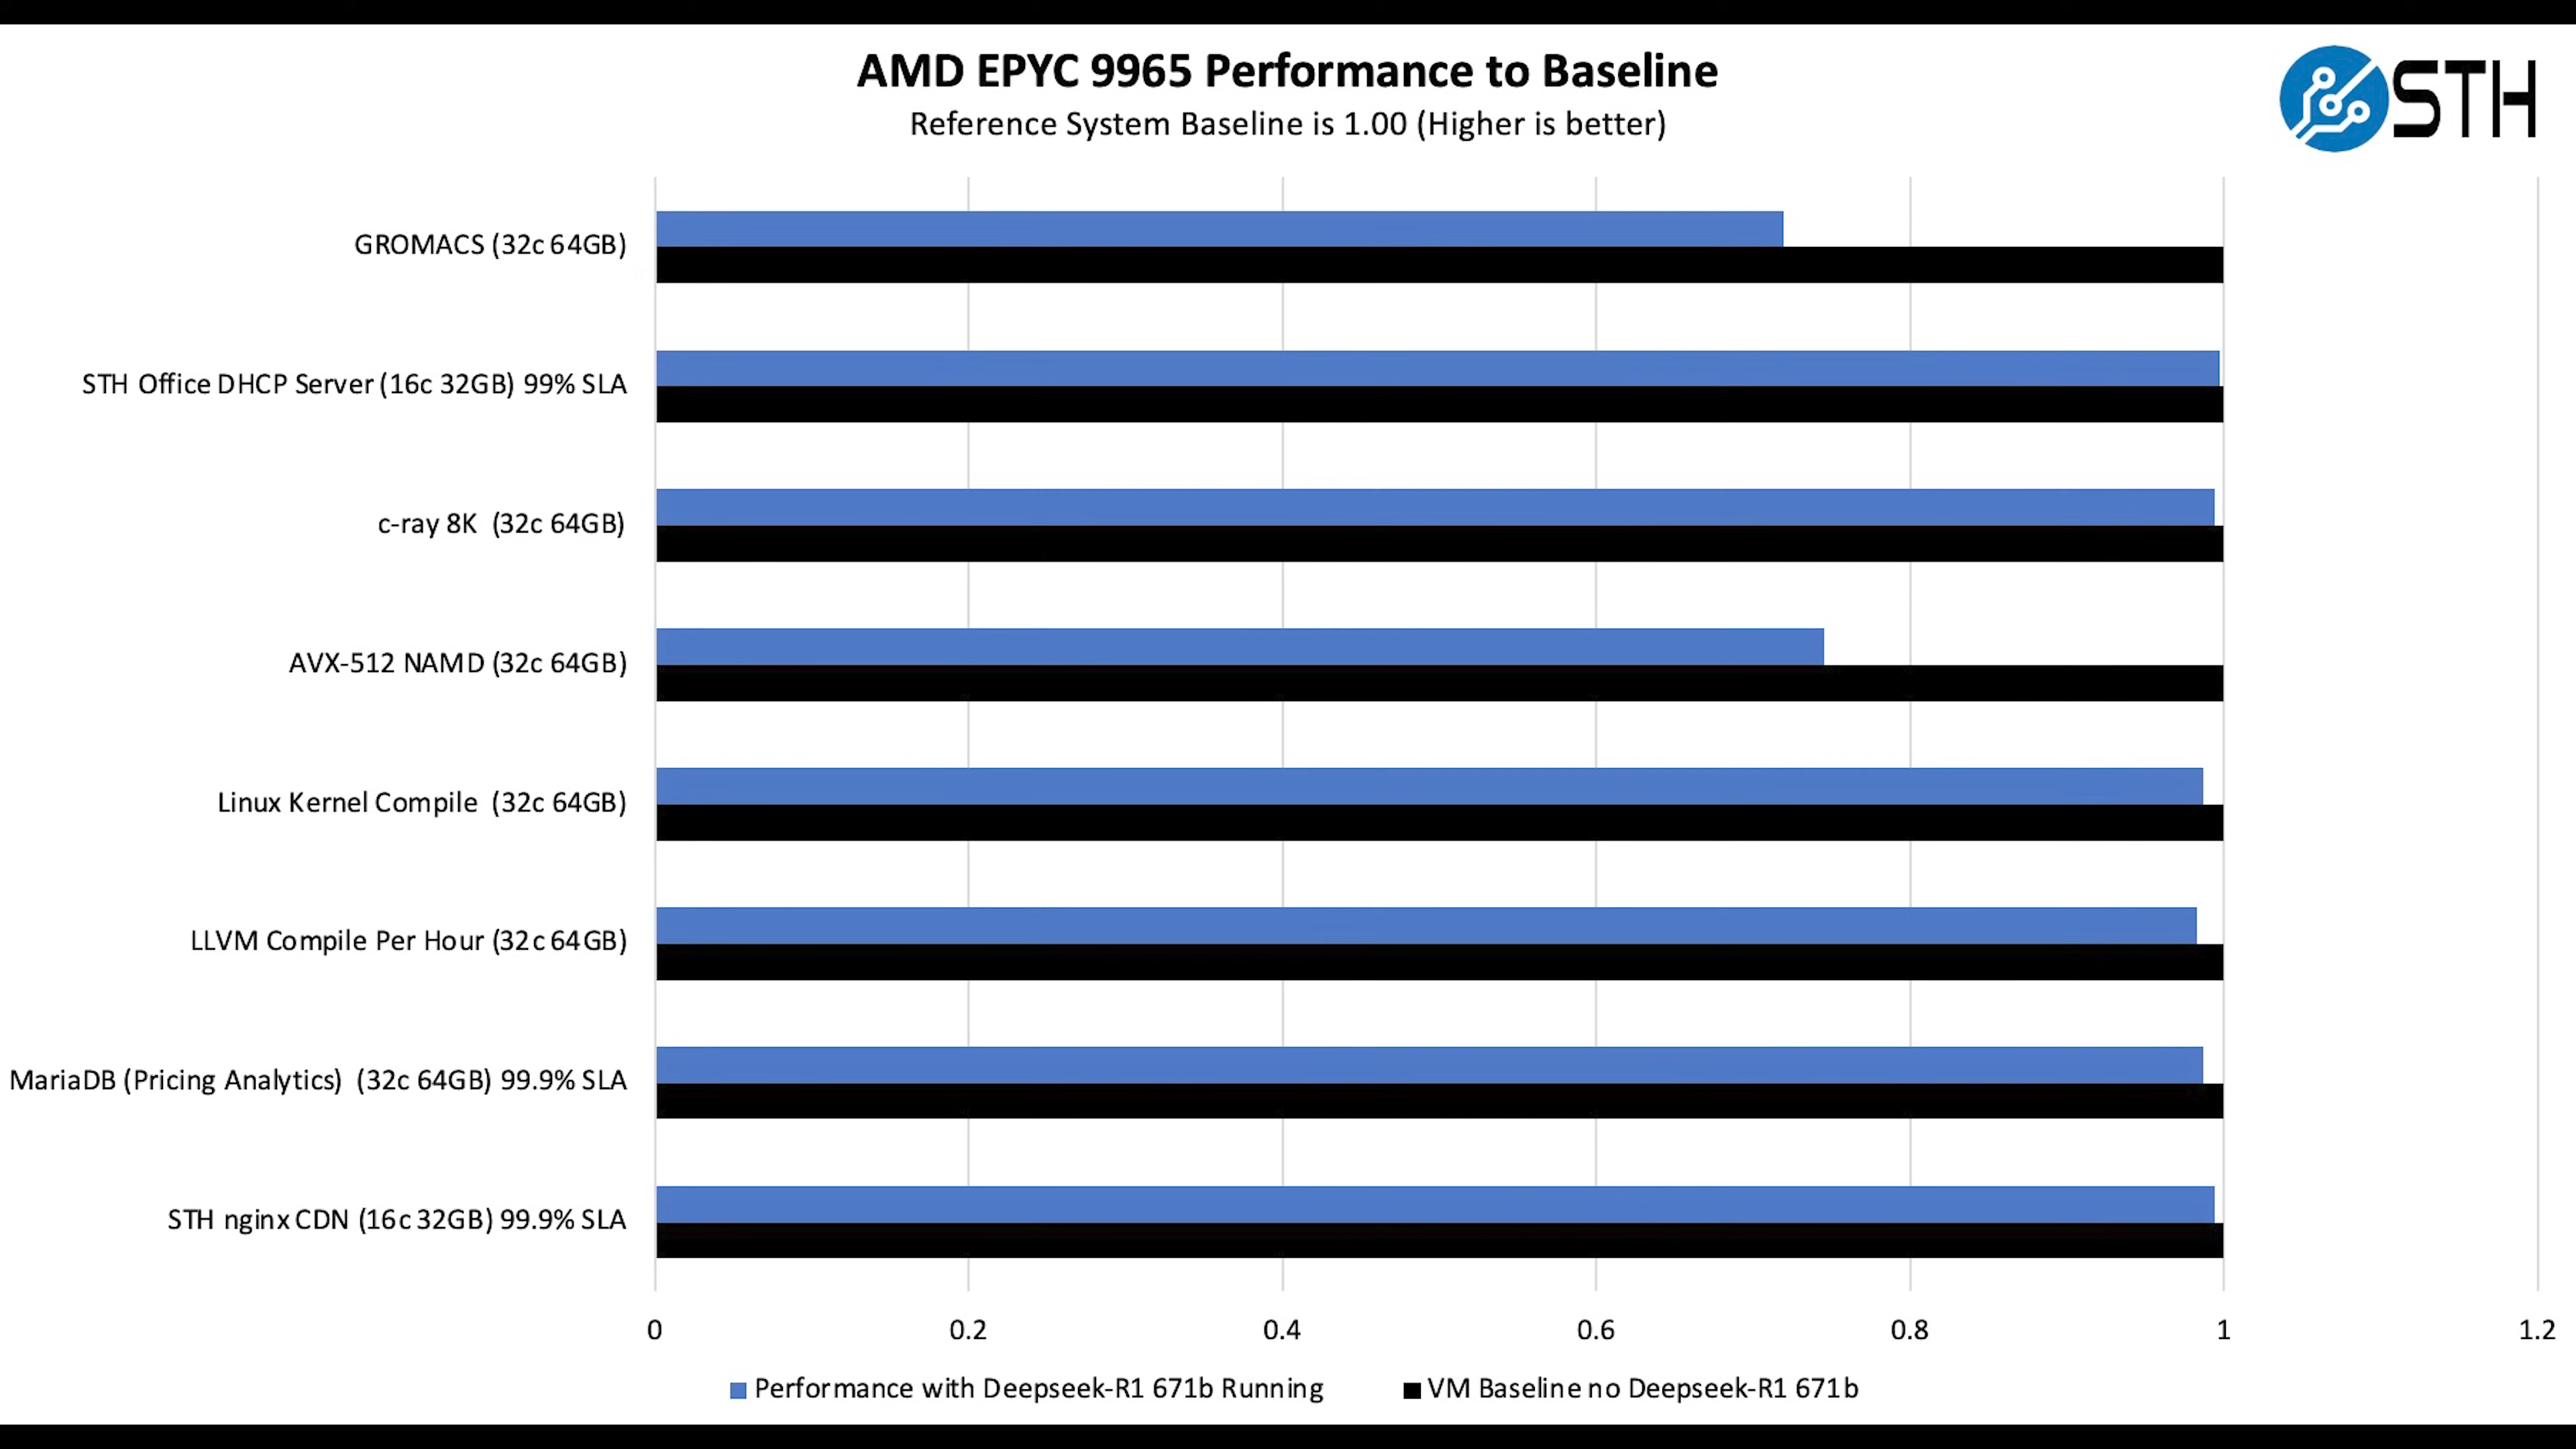 AMD EPYC 9965 Performance to Baseline
Reference System Baseline is 1.00 (Higher is better)
STH
GROMACS (32c 64GB)
STH Office DHCP Server (16c 32GB) 99% SLA
c-ray 8K (32c 64GB)
AVX-512 NAMD (32c 64GB)
Linux Kernel Compile (32c 64GB)
LLVM Compile Per Hour (32c 64GB)
MariaDB (Pricing Analytics) (32c 64GB) 99.9% SLA
STH nginx CDN (16c 32GB) 99.9% SLA
0 0.2 0.4 0.6 0.8 1 1.2
Performance with Deepseek-R1 671b Running VM Baseline no Deepseek-R1 671b